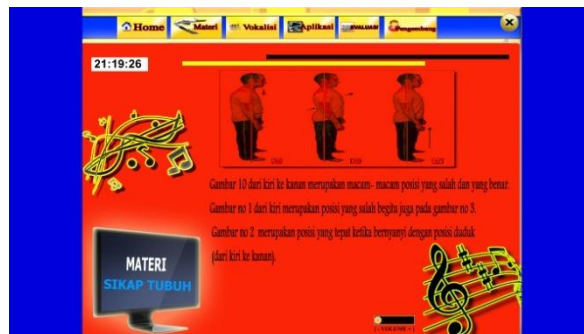 Home Materi Vokalisi Aplikasi EVALUASI Pengembang
21:19:26
Gambar 10 dari kiri ke kanan merupakan macam-- macam posisi yang salah dan yang benar.
Gambar no 1 dari kiri merupakan posisi yang salah begitu juga pada gambar no 3.
Gambar no 2 merupakan posisi yang tepat ketika bernyanyi dengan posisi duduk
(dari kiri ke kanan).
MATERI
SIKAP TUBUH
[ - VOLUME + ]